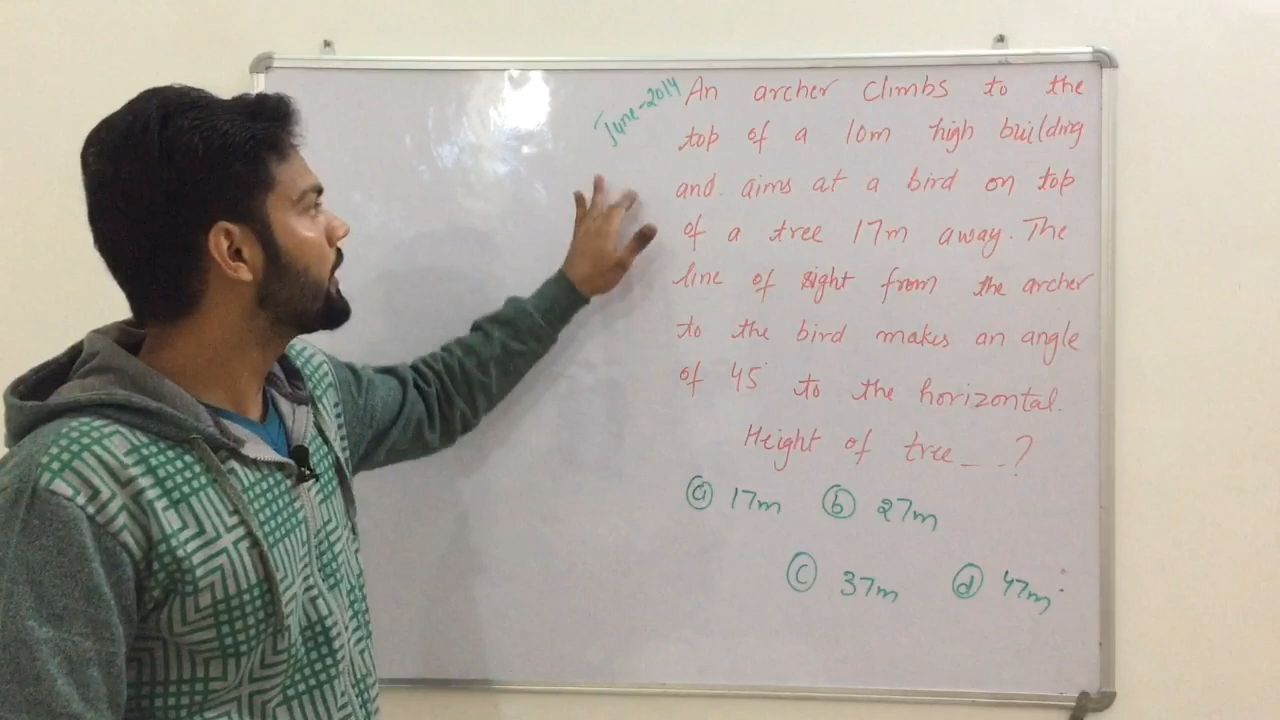 June-2014
An archer climbs to the
top of a 10m high building
and aims at a bird on top
of a tree 17m away. The
line of sight from the archer
to the bird makes an angle
of 45° to the horizontal.
Height of tree_ _ . ?
(a) 17m (b) 27m
(c) 37m (d) 47m